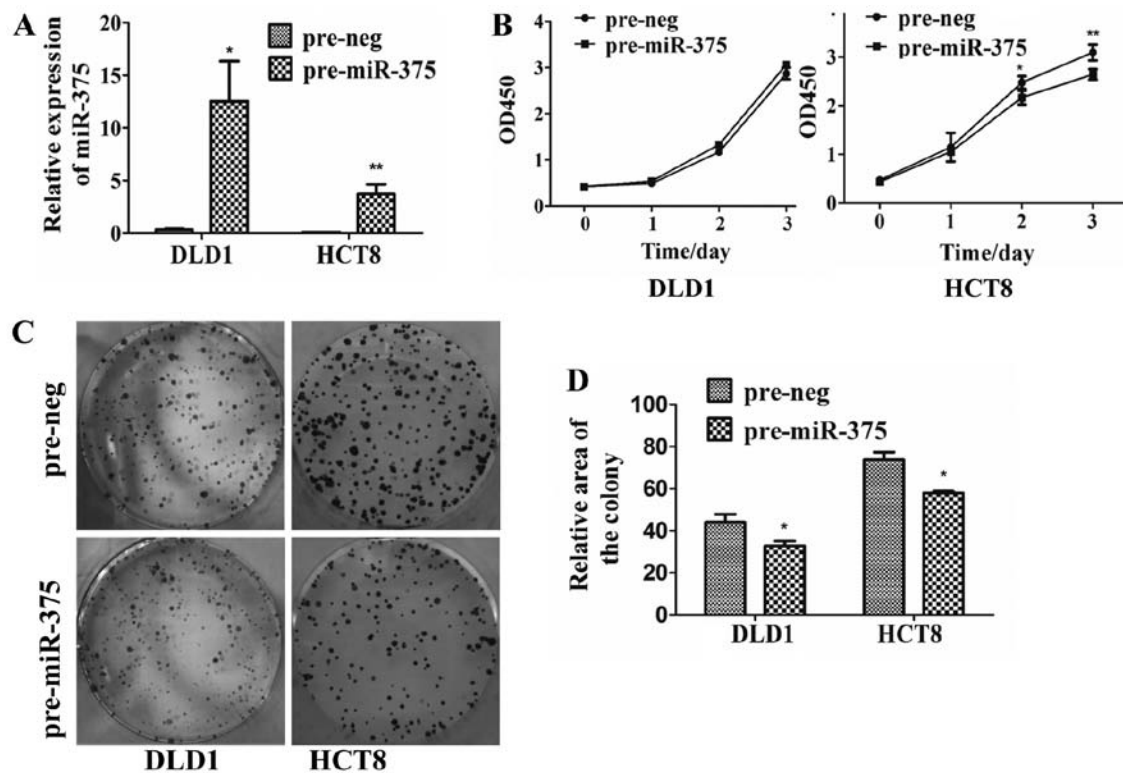 A
Relative expression
of miR-375
20
15
10
5
0
*
**
pre-neg
pre-miR-375
DLD1
HCT8
B
pre-neg
pre-miR-375
OD450
4
3
2
1
0
0 1 2 3
Time/day
DLD1
pre-neg
pre-miR-375
OD450
4
3
2
1
0
*
**
0 1 2 3
Time/day
HCT8
C
pre-neg
pre-miR-375
DLD1
HCT8
D
pre-neg
pre-miR-375
Relative area of
the colony
100
80
60
40
20
0
*
*
DLD1
HCT8